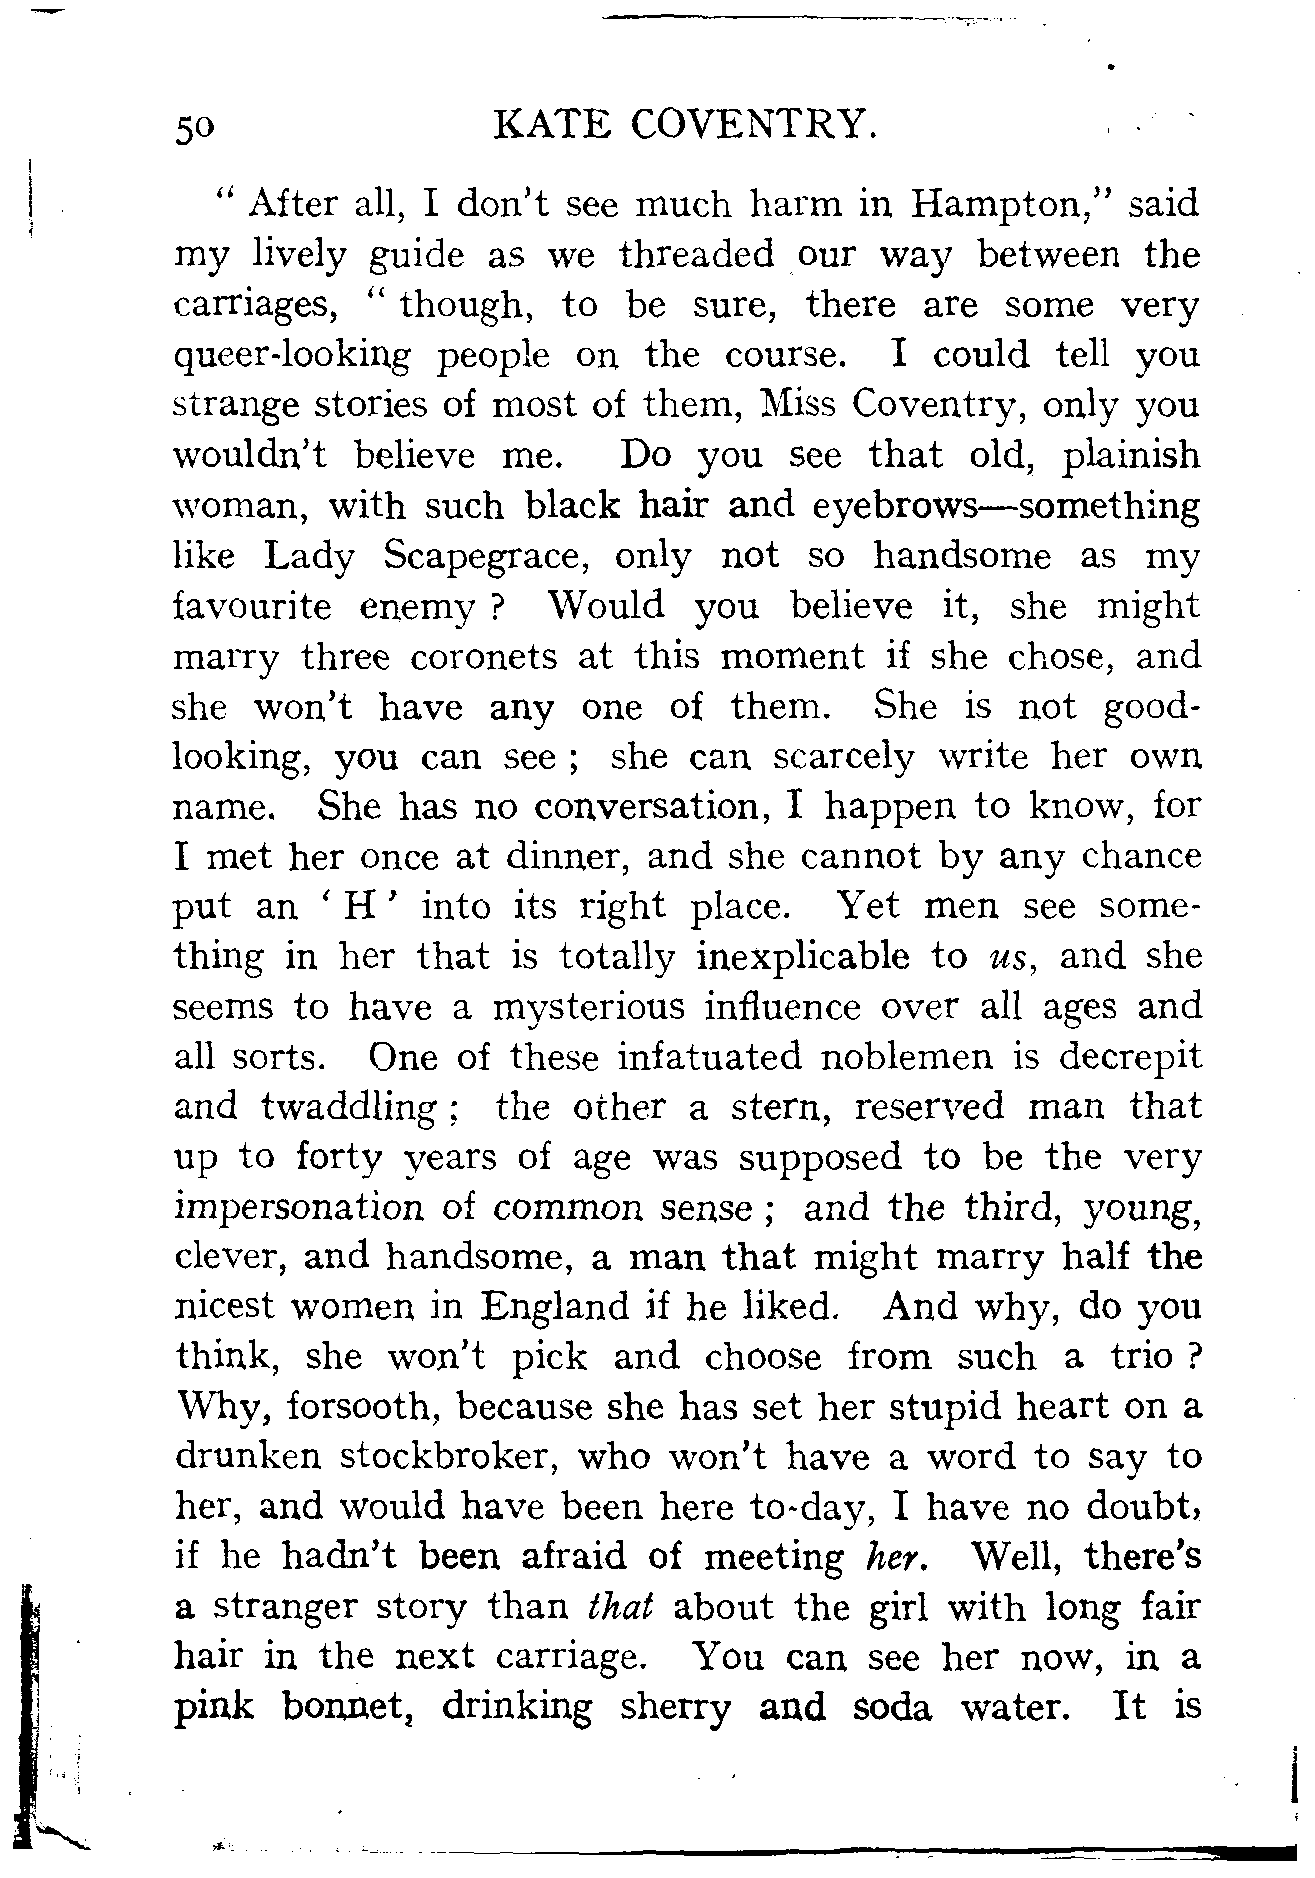 50 KATE COVENTRY.
“ After all, I don't see much harm in Hampton,” said
my lively guide as we threaded our way between the
carriages, “ though, to be sure, there are some very
queer-looking people on the course. I could tell you
strange stories of most of them, Miss Coventry, only you
wouldn't believe me. Do you see that old, plainish
woman, with such black hair and eyebrows—something
like Lady Scapegrace, only not so handsome as my
favourite enemy ? Would you believe it, she might
marry three coronets at this moment if she chose, and
she won't have any one of them. She is not good-
looking, you can see ; she can scarcely write her own
name. She has no conversation, I happen to know, for
I met her once at dinner, and she cannot by any chance
put an ‘ H ’ into its right place. Yet men see some-
thing in her that is totally inexplicable to us, and she
seems to have a mysterious influence over all ages and
all sorts. One of these infatuated noblemen is decrepit
and twaddling ; the other a stern, reserved man that
up to forty years of age was supposed to be the very
impersonation of common sense ; and the third, young,
clever, and handsome, a man that might marry half the
nicest women in England if he liked. And why, do you
think, she won't pick and choose from such a trio ?
Why, forsooth, because she has set her stupid heart on a
drunken stockbroker, who won't have a word to say to
her, and would have been here to-day, I have no doubt,
if he hadn't been afraid of meeting her. Well, there's
a stranger story than that about the girl with long fair
hair in the next carriage. You can see her now, in a
pink bonnet, drinking sherry and soda water. It is